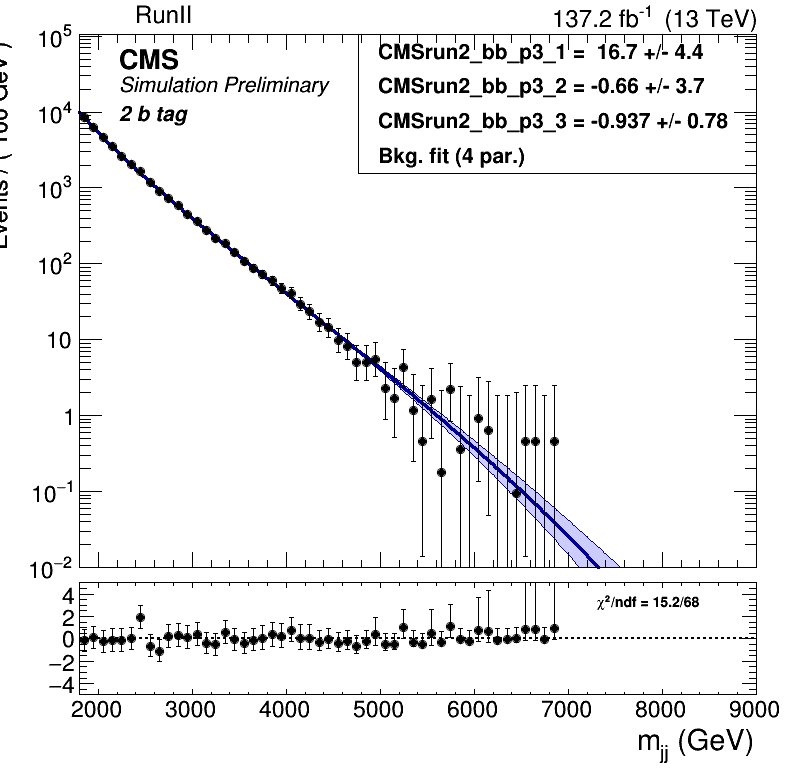 RunII
137.2 fb⁻¹ (13 TeV)
CMS
Simulation Preliminary
2 b tag
CMSrun2_bb_p3_1 = 16.7 +/- 4.4
CMSrun2_bb_p3_2 = -0.66 +/- 3.7
CMSrun2_bb_p3_3 = -0.937 +/- 0.78
Bkg. fit (4 par.)
10⁵
10⁴
10³
10²
10
1
10⁻¹
10⁻²
χ²/ndf = 15.2/68
4
2
0
−2
−4
2000 3000 4000 5000 6000 7000 8000 9000
m_jj (GeV)